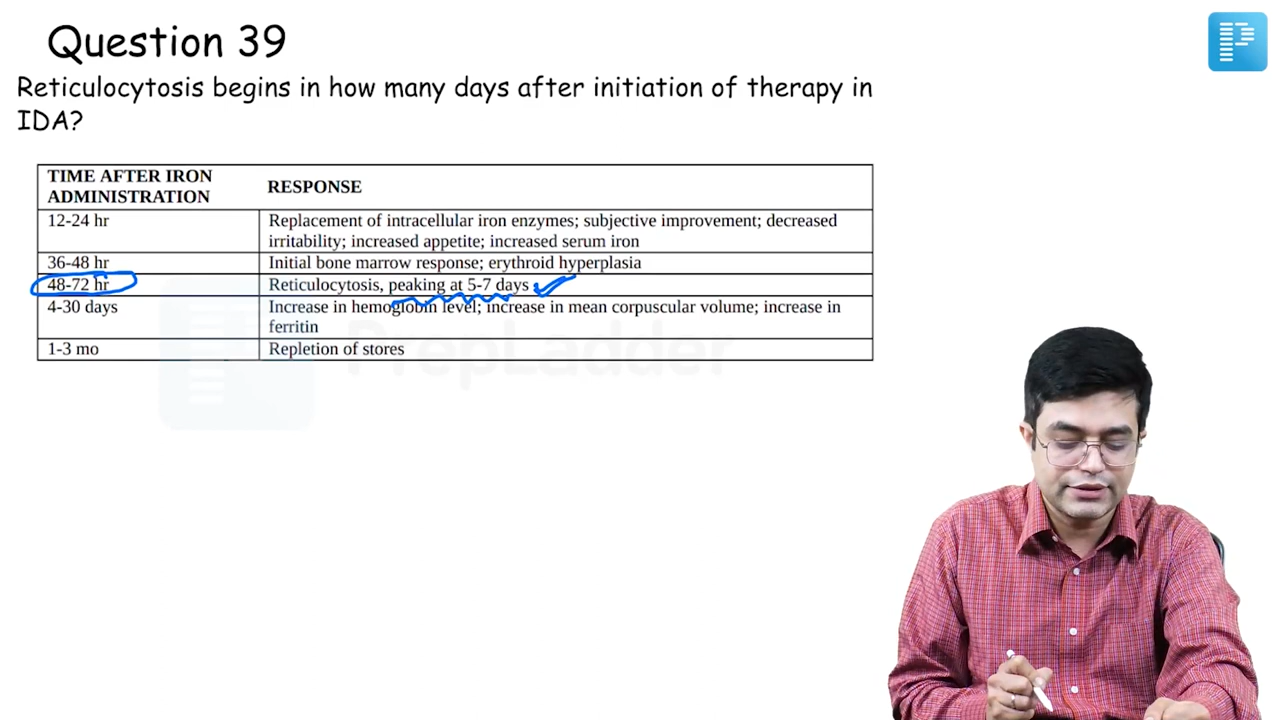 Question 39
Reticulocytosis begins in how many days after initiation of therapy in
IDA?
TIME AFTER IRON
ADMINISTRATION
RESPONSE
12-24 hr
Replacement of intracellular iron enzymes; subjective improvement; decreased
irritability; increased appetite; increased serum iron
36-48 hr
Initial bone marrow response; erythroid hyperplasia
48-72 hr
Reticulocytosis, peaking at 5-7 days
4-30 days
Increase in hemoglobin level; increase in mean corpuscular volume; increase in
ferritin
1-3 mo
Repletion of stores
PrepLadder